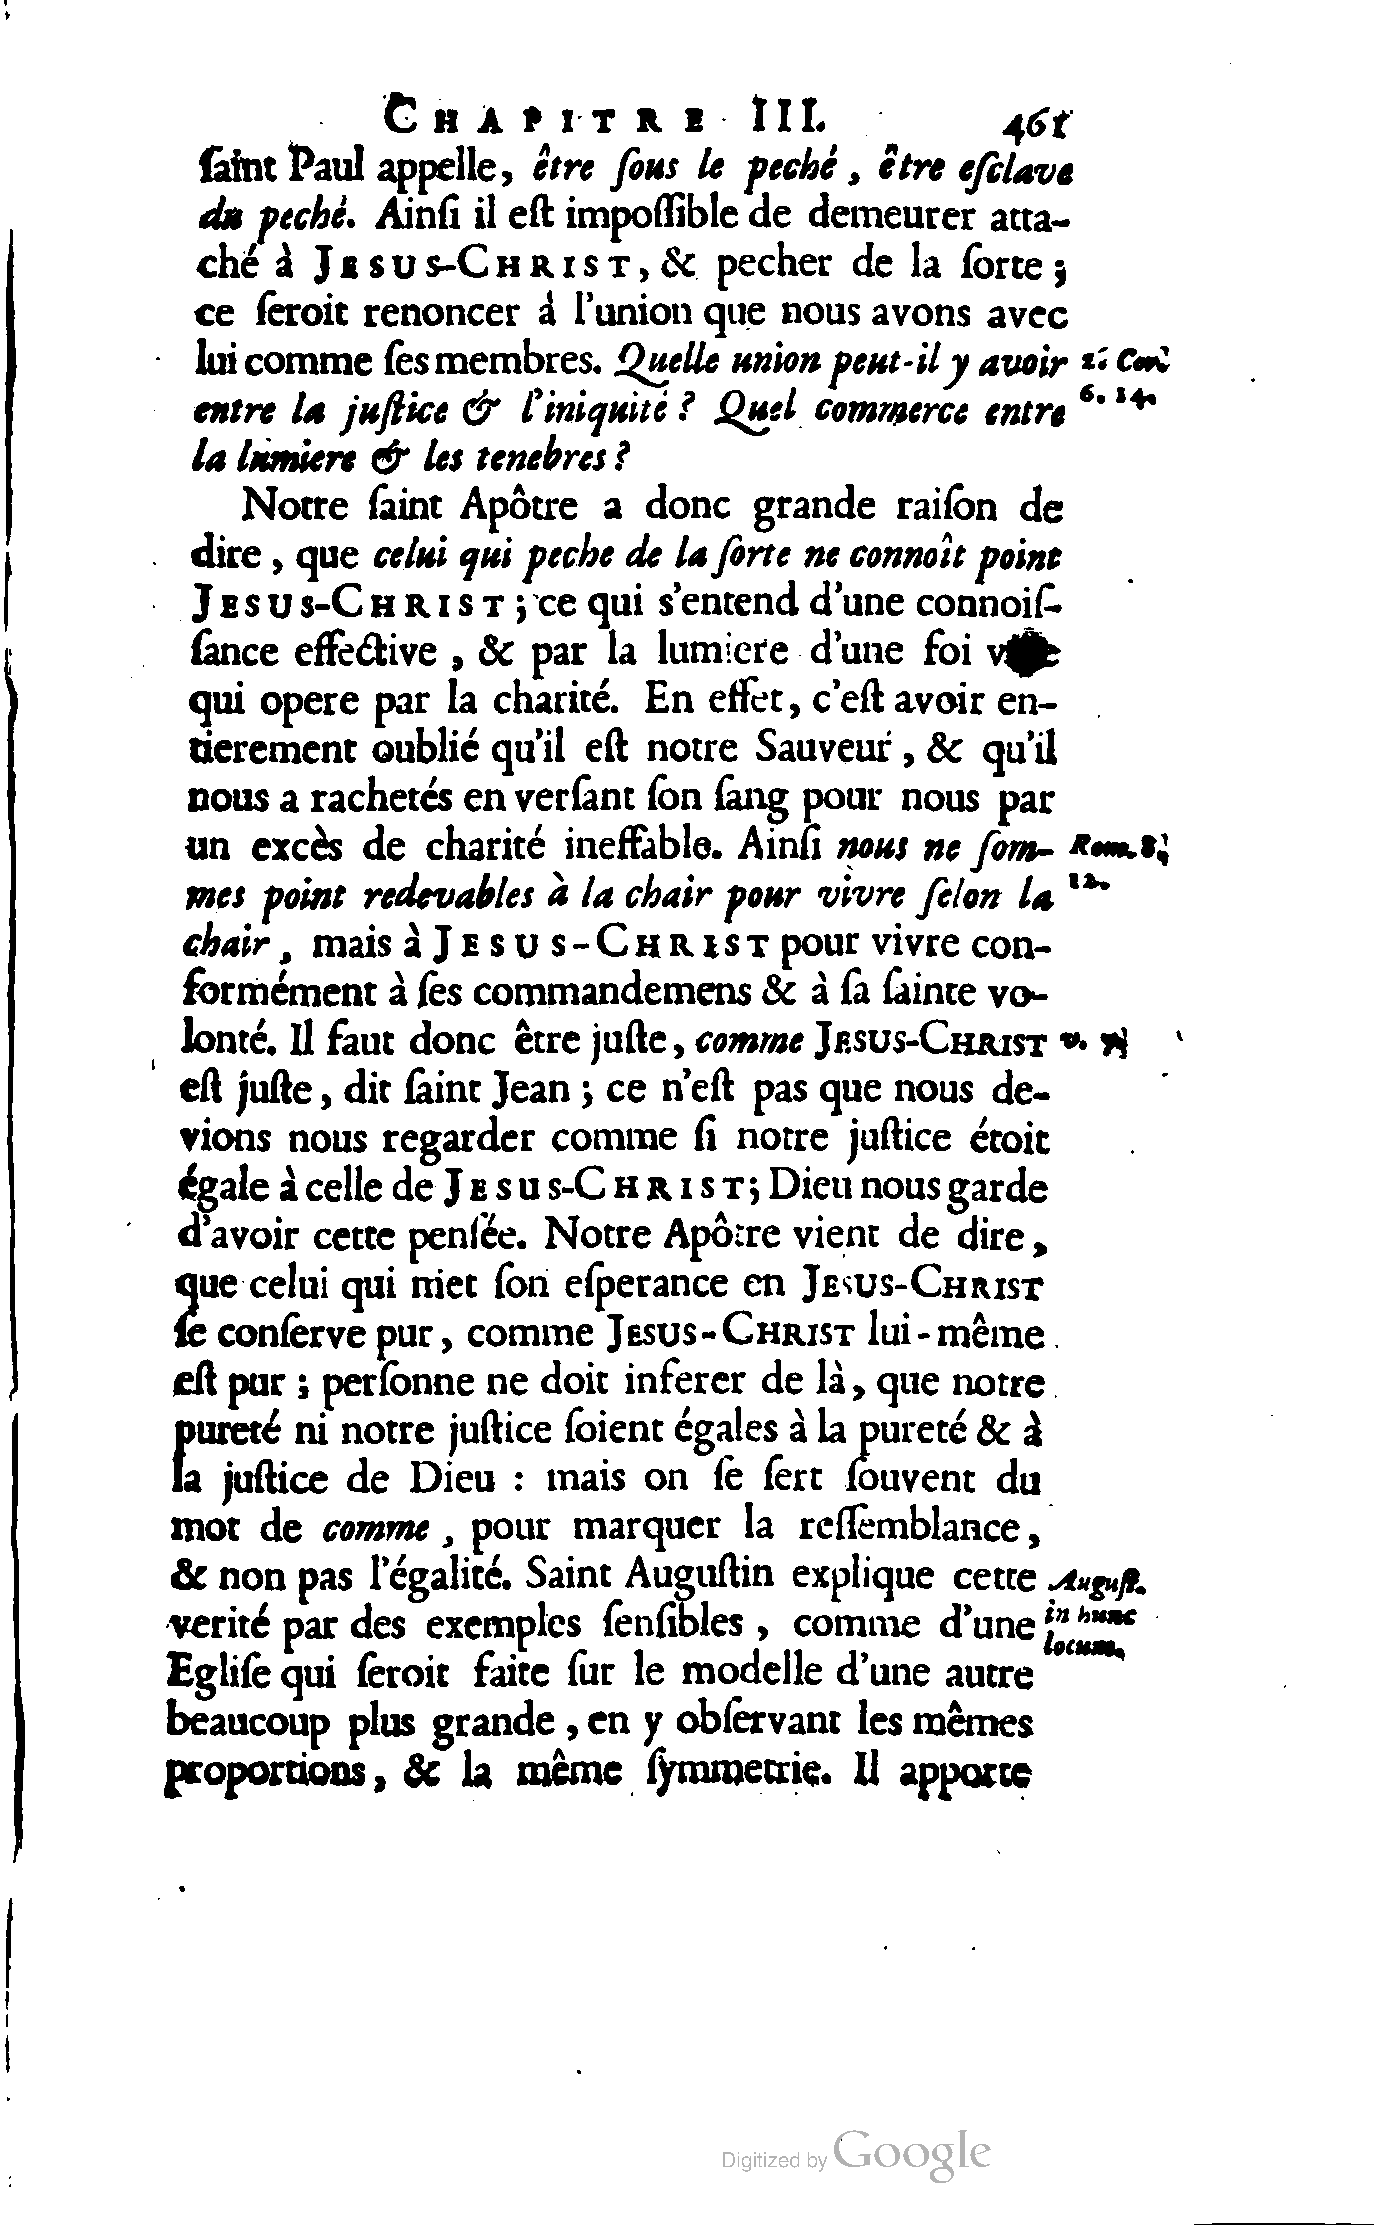 CHAPITRE III. 461
ſaint Paul appelle, être ſous le peché, être eſclave
du peché. Ainſi il eſt impoſſible de demeurer atta-
ché à JESUS-CHRIST, & pecher de la ſorte;
ce ſeroit renoncer à l'union que nous avons avec
lui comme ſes membres. Quelle union peut-il y avoir
entre la juſtice & l'iniquité? Quel commerce entre
la lumiere & les tenebres?
2. Cor.
6. 14.
Notre ſaint Apôtre a donc grande raiſon de
dire, que celui qui peche de la ſorte ne connoît point
JESUS-CHRIST; ce qui s'entend d'une connoiſ-
ſance effective, & par la lumiere d'une foi
qui opere par la charité. En effet, c'eſt avoir en-
tierement oublié qu'il eſt notre Sauveur, & qu'il
nous a rachetés en verſant ſon ſang pour nous par
un excès de charité ineffable. Ainſi nous ne ſom-
mes point redevables à la chair pour vivre ſelon la
chair, mais à JESUS-CHRIST pour vivre con-
formément à ſes commandemens & à ſa ſainte vo-
lonté. Il faut donc être juſte, comme JESUS-CHRIST
eſt juſte, dit ſaint Jean; ce n'eſt pas que nous de-
vions nous regarder comme ſi notre juſtice étoit
égale à celle de JESUS-CHRIST; Dieu nous garde
d'avoir cette penſée. Notre Apôtre vient de dire,
que celui qui met ſon eſperance en JESUS-CHRIST
ſe conſerve pur, comme JESUS-CHRIST lui-même
eſt pur; perſonne ne doit inferer de là, que notre
pureté ni notre juſtice ſoient égales à la pureté & à
la juſtice de Dieu: mais on ſe ſert ſouvent du
mot de comme, pour marquer la reſſemblance,
& non pas l'égalité. Saint Auguſtin explique cette
verité par des exemples ſenſibles, comme d'une
Egliſe qui ſeroit faite ſur le modelle d'une autre
beaucoup plus grande, en y obſervant les mêmes
proportions, & la même ſymmetrie. Il apporte
Rom. 8.
12.
v.
Auguſt.
in hunc
locum.
Digitized by Google